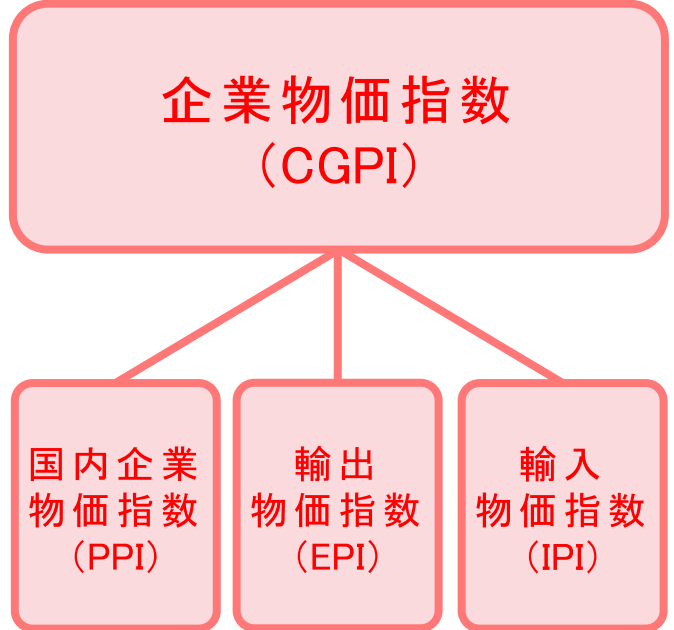 企業物価指数
（CGPI）
国内企業
物価指数
（PPI）
輸出
物価指数
（EPI）
輸入
物価指数
（IPI）